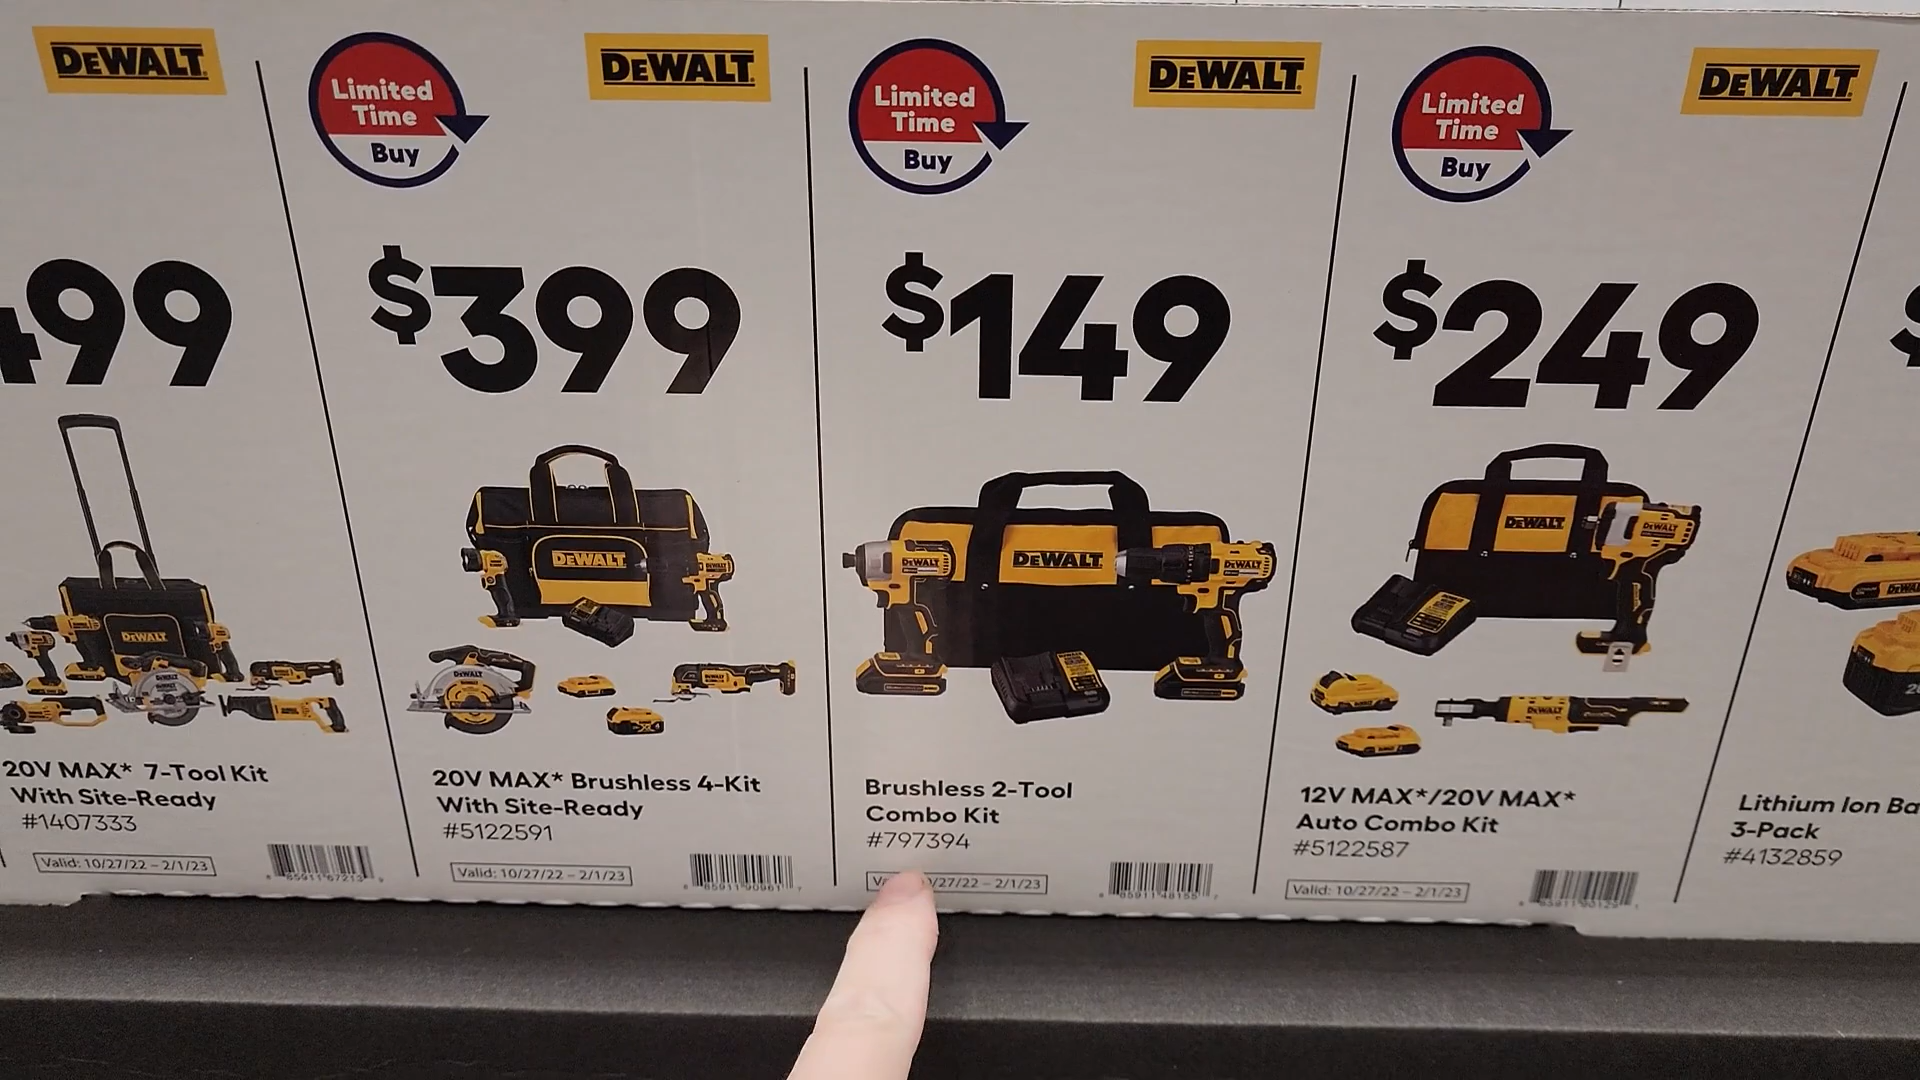 DEWALT
99
20V MAX* 7-Tool Kit
With Site-Ready
#1407333
Valid: 10/27/22 – 2/1/23
Limited
Time
Buy
DEWALT
$399
DEWALT
20V MAX* Brushless 4-Kit
With Site-Ready
#5122591
Valid: 10/27/22 – 2/1/23
Limited
Time
Buy
DEWALT
$149
DEWALT
DEWALT
DEWALT
Brushless 2-Tool
Combo Kit
#797394
/27/22 – 2/1/23
Limited
Time
Buy
DEWALT
$249
DEWALT
DEWALT
DEWALT
12V MAX*/20V MAX*
Auto Combo Kit
#5122587
Valid: 10/27/22 – 2/1/23
$
Lithium Ion Ba
3-Pack
#4132859